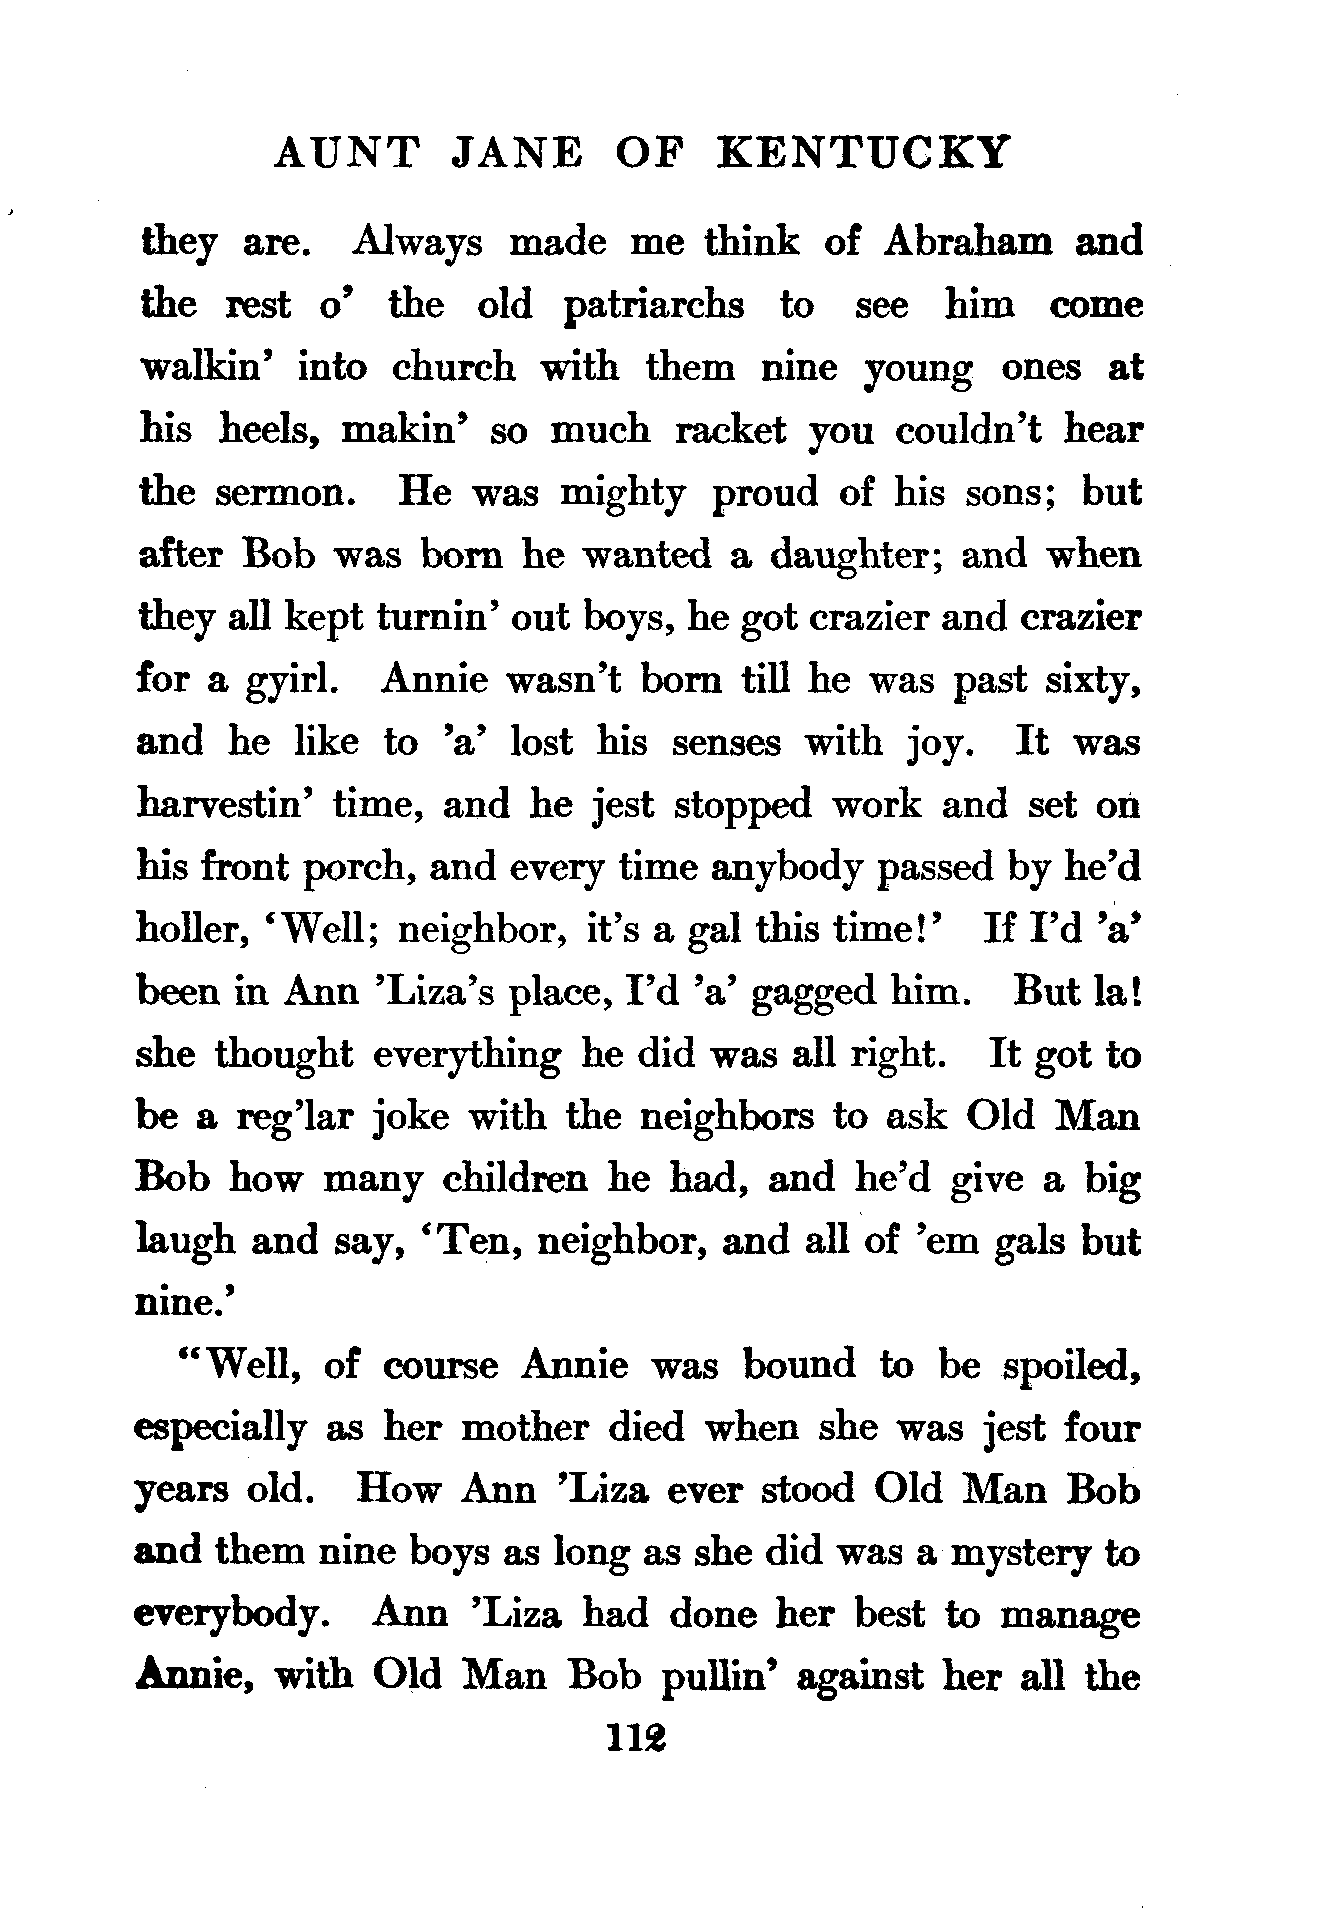 AUNT JANE OF KENTUCKY
they are. Always made me think of Abraham and
the rest o’ the old patriarchs to see him come
walkin’ into church with them nine young ones at
his heels, makin’ so much racket you couldn’t hear
the sermon. He was mighty proud of his sons; but
after Bob was born he wanted a daughter; and when
they all kept turnin’ out boys, he got crazier and crazier
for a gyirl. Annie wasn’t born till he was past sixty,
and he like to ’a’ lost his senses with joy. It was
harvestin’ time, and he jest stopped work and set on
his front porch, and every time anybody passed by he’d
holler, ‘Well; neighbor, it’s a gal this time!’ If I’d ’a’
been in Ann ’Liza’s place, I’d ’a’ gagged him. But la!
she thought everything he did was all right. It got to
be a reg’lar joke with the neighbors to ask Old Man
Bob how many children he had, and he’d give a big
laugh and say, ‘Ten, neighbor, and all of ’em gals but
nine.’
“Well, of course Annie was bound to be spoiled,
especially as her mother died when she was jest four
years old. How Ann ’Liza ever stood Old Man Bob
and them nine boys as long as she did was a mystery to
everybody. Ann ’Liza had done her best to manage
Annie, with Old Man Bob pullin’ against her all the
112